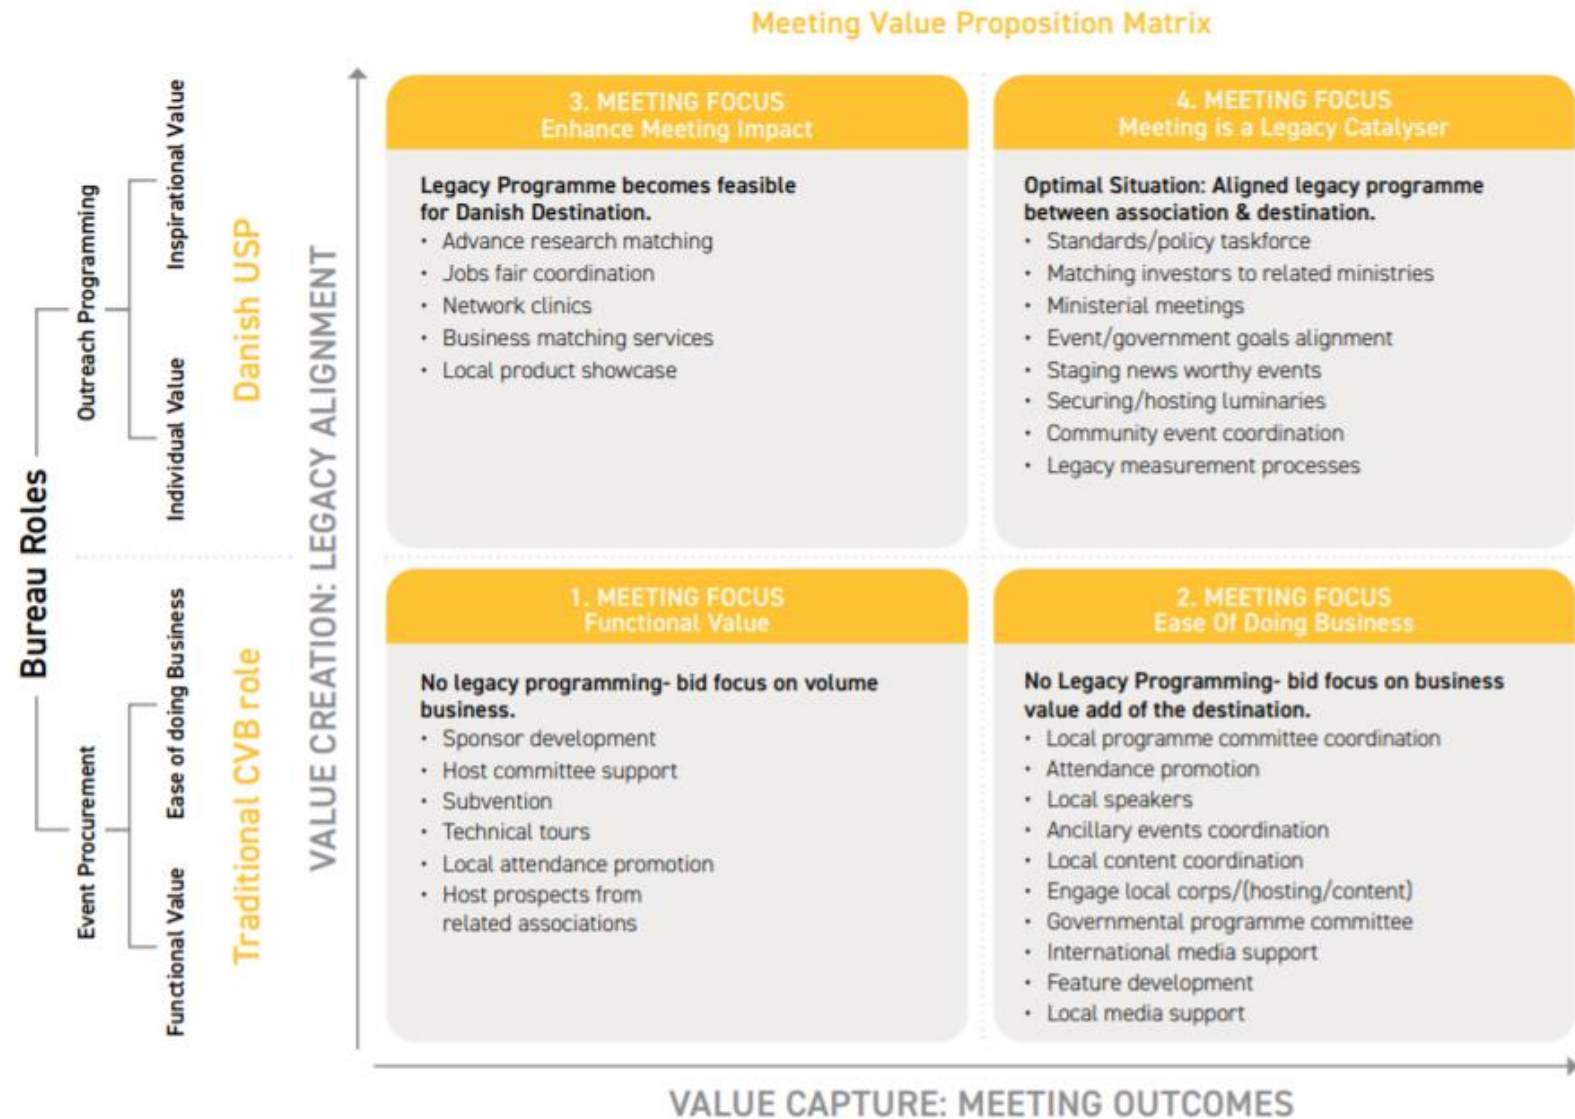 Meeting Value Proposition Matrix
Bureau Roles
Outreach Programming
Inspirational Value
Individual Value
Danish USP
Event Procurement
Ease of doing Business
Functional Value
Traditional CVB role
VALUE CREATION: LEGACY ALIGNMENT
3. MEETING FOCUS
Enhance Meeting Impact
Legacy Programme becomes feasible
for Danish Destination.
• Advance research matching
• Jobs fair coordination
• Network clinics
• Business matching services
• Local product showcase
4. MEETING FOCUS
Meeting is a Legacy Catalyser
Optimal Situation: Aligned legacy programme
between association & destination.
• Standards/policy taskforce
• Matching investors to related ministries
• Ministerial meetings
• Event/government goals alignment
• Staging news worthy events
• Securing/hosting luminaries
• Community event coordination
• Legacy measurement processes
1. MEETING FOCUS
Functional Value
No legacy programming- bid focus on volume
business.
• Sponsor development
• Host committee support
• Subvention
• Technical tours
• Local attendance promotion
• Host prospects from
related associations
2. MEETING FOCUS
Ease Of Doing Business
No Legacy Programming- bid focus on business
value add of the destination.
• Local programme committee coordination
• Attendance promotion
• Local speakers
• Ancillary events coordination
• Local content coordination
• Engage local corps/(hosting/content)
• Governmental programme committee
• International media support
• Feature development
• Local media support
VALUE CAPTURE: MEETING OUTCOMES